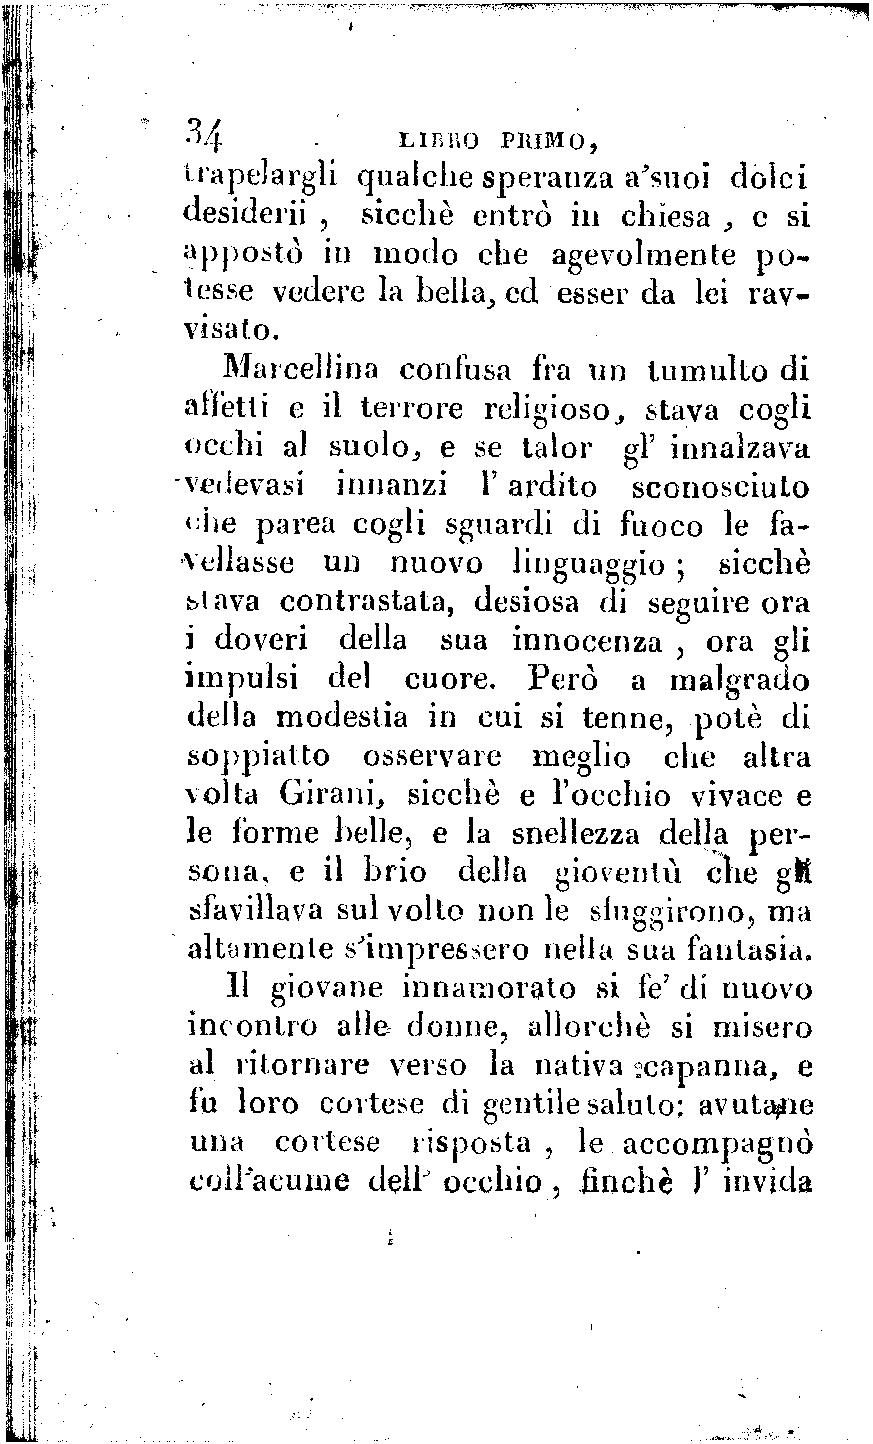 34 LIBRO PRIMO,
trapelargli qualche speranza a'suoi dolci
desiderii , sicchè entrò in chiesa , e si
appostò in modo che agevolmente po-
tesse vedere la bella, ed esser da lei rav-
visato.
Marcellina confusa fra un tumulto di
affetti e il terrore religioso, stava cogli
occhi al suolo, e se talor gl' innalzava
vedevasi innanzi l' ardito sconosciuto
che parea cogli sguardi di fuoco le fa-
vellasse un nuovo linguaggio ; sicchè
stava contrastata, desiosa di seguire ora
i doveri della sua innocenza , ora gli
impulsi del cuore. Però a malgrado
della modestia in cui si tenne, potè di
soppiatto osservare meglio che altra
volta Girani, sicchè e l'occhio vivace e
le forme belle, e la snellezza della per-
sona, e il brio della gioventù che gli
sfavillava sul volto non le sfuggirono, ma
altamente s'impressero nella sua fantasia.
Il giovane innamorato si fe' di nuovo
incontro alle donne, allorchè si misero
al ritornare verso la nativa capanna, e
fu loro cortese di gentile saluto: avutane
una cortese risposta , le accompagnò
coll'acume dell' occhio , finchè l' invida